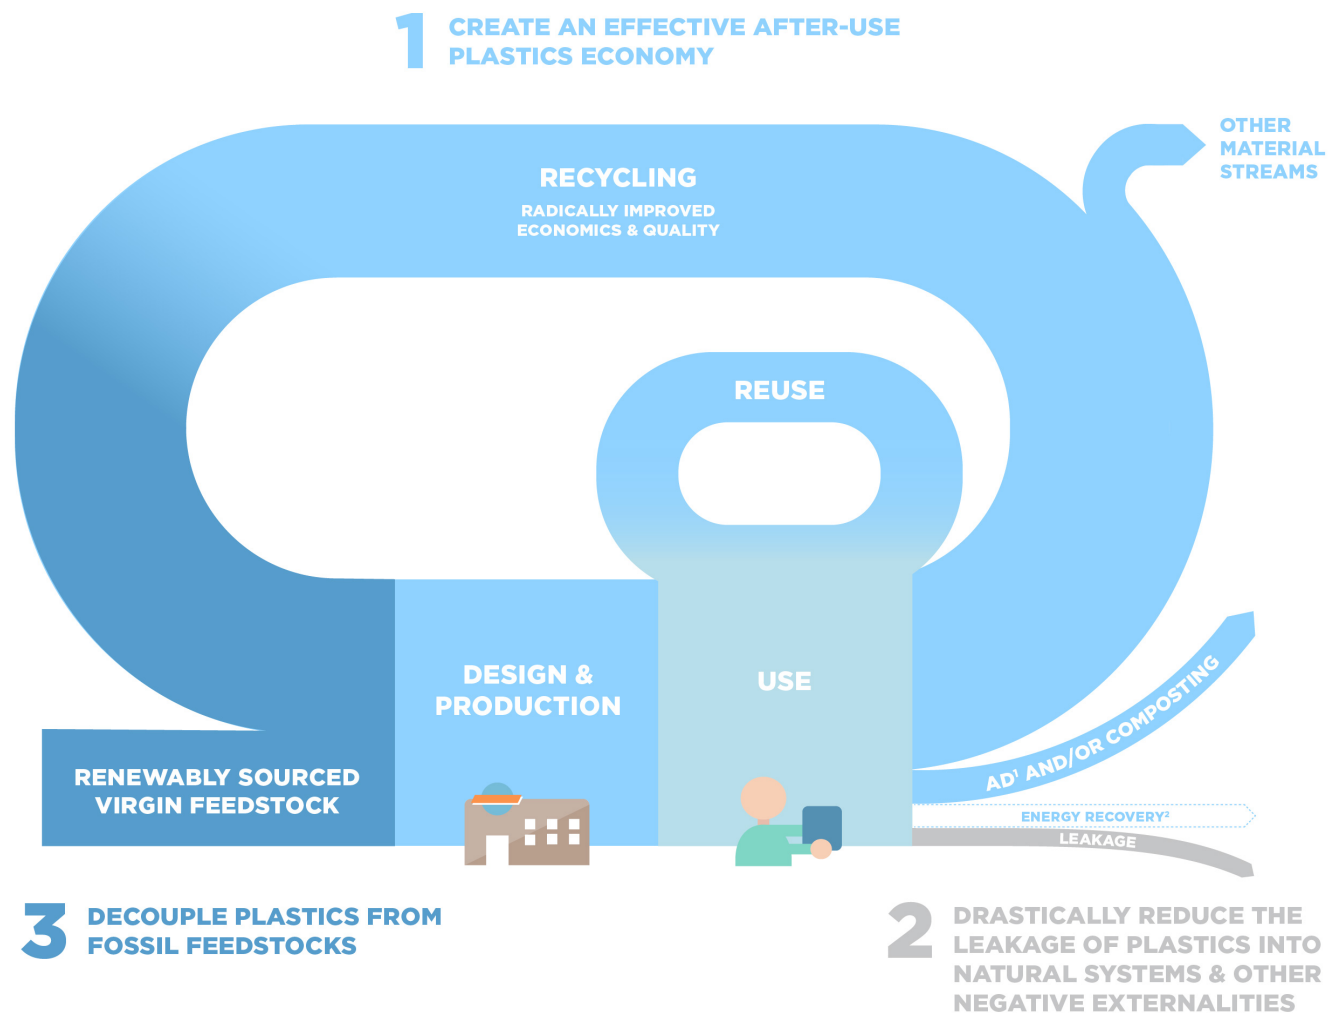 1
CREATE AN EFFECTIVE AFTER-USE
PLASTICS ECONOMY
OTHER
MATERIAL
STREAMS
RECYCLING
RADICALLY IMPROVED
ECONOMICS & QUALITY
REUSE
DESIGN &
PRODUCTION
USE
RENEWABLY SOURCED
VIRGIN FEEDSTOCK
AD¹ AND/OR COMPOSTING
ENERGY RECOVERY²
LEAKAGE
3
DECOUPLE PLASTICS FROM
FOSSIL FEEDSTOCKS
2
DRASTICALLY REDUCE THE
LEAKAGE OF PLASTICS INTO
NATURAL SYSTEMS & OTHER
NEGATIVE EXTERNALITIES